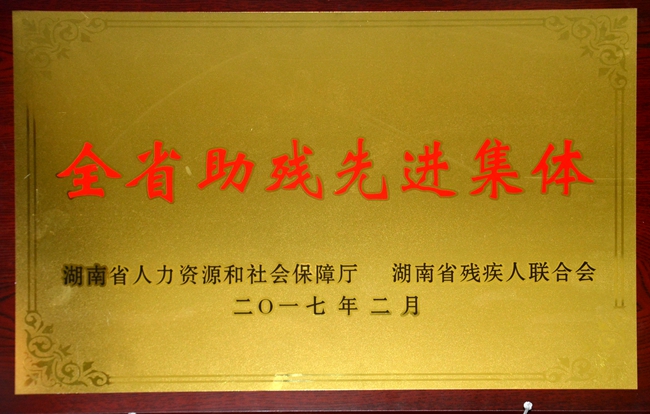 全省助残先进集体
湖南省人力资源和社会保障厅 湖南省残疾人联合会
二〇一七年二月